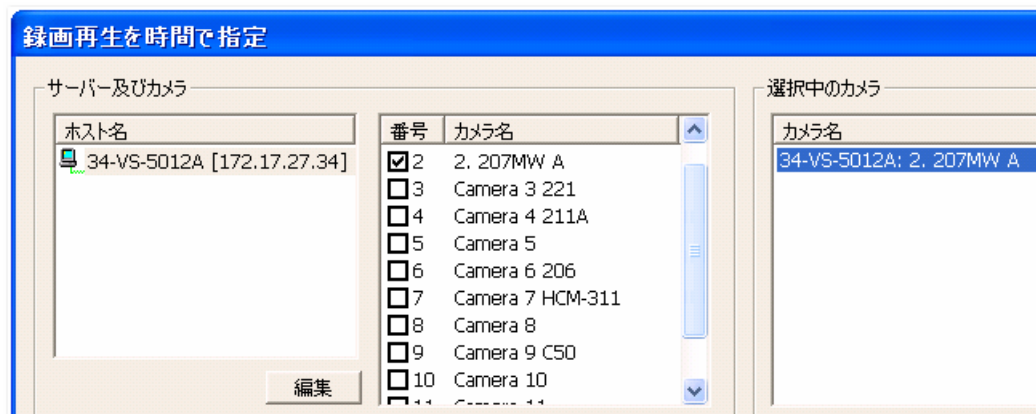 録画再生を時間で指定
サーバー及びカメラ
選択中のカメラ
ホスト名
番号 カメラ名
カメラ名
34-VS-5012A [172.17.27.34]
2 2. 207MW A
34-VS-5012A: 2. 207MW A
3 Camera 3 221
4 Camera 4 211A
5 Camera 5
6 Camera 6 206
7 Camera 7 HCM-311
8 Camera 8
9 Camera 9 C50
10 Camera 10
編集